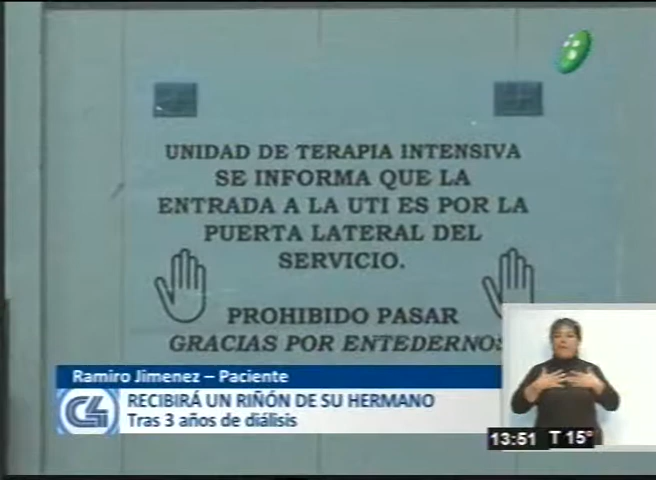 UNIDAD DE TERAPIA INTENSIVA
SE INFORMA QUE LA
ENTRADA A LA UTI ES POR LA
PUERTA LATERAL DEL
SERVICIO.
PROHIBIDO PASAR
GRACIAS POR ENTEDERNOS
Ramiro Jimenez – Paciente
RECIBIRÁ UN RIÑÓN DE SU HERMANO
Tras 3 años de diálisis
13:51 T 15°